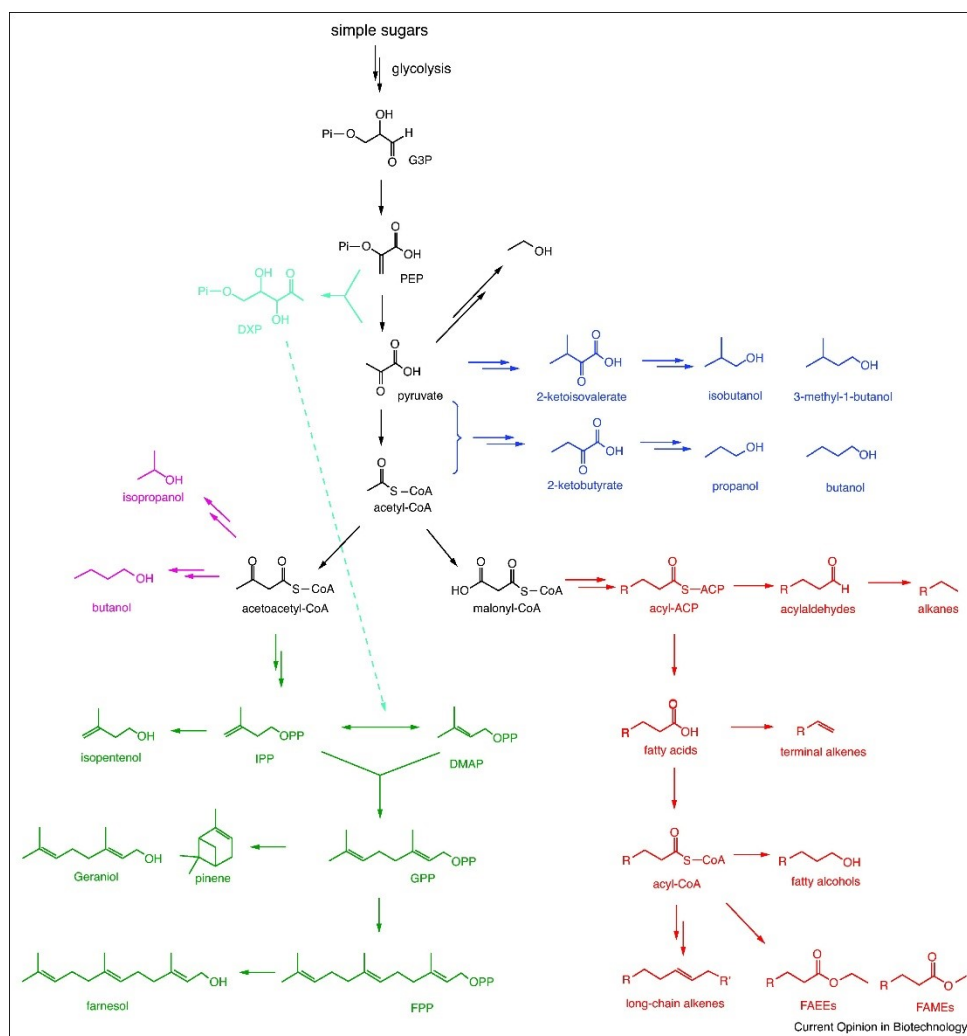 simple sugars
glycolysis
OH
Pi O H
O
G3P
O
Pi O OH
PEP
OH
OH O
Pi O
OH
DXP
O
OH
O
pyruvate
O
OH
O
2-ketoisovalerate
OH
isobutanol
OH
3-methyl-1-butanol
O
OH
O
2-ketobutyrate
OH
propanol
OH
butanol
O
S CoA
acetyl-CoA
OH
isopropanol
OH
butanol
O O
S CoA
acetoacetyl-CoA
O O
HO S CoA
malonyl-CoA
O
R S ACP
acyl-ACP
O
R H
acylaldehydes
R
alkanes
OH
isopentenol
OPP
IPP
OPP
DMAP
O
R OH
fatty acids
R
terminal alkenes
OH
Geraniol
pinene
OPP
GPP
O
R S CoA
acyl-CoA
R OH
fatty alcohols
OH
farnesol
OPP
FPP
R R'
long-chain alkenes
O
R O
FAEEs
O
R O
FAMEs
Current Opinion in Biotechnology